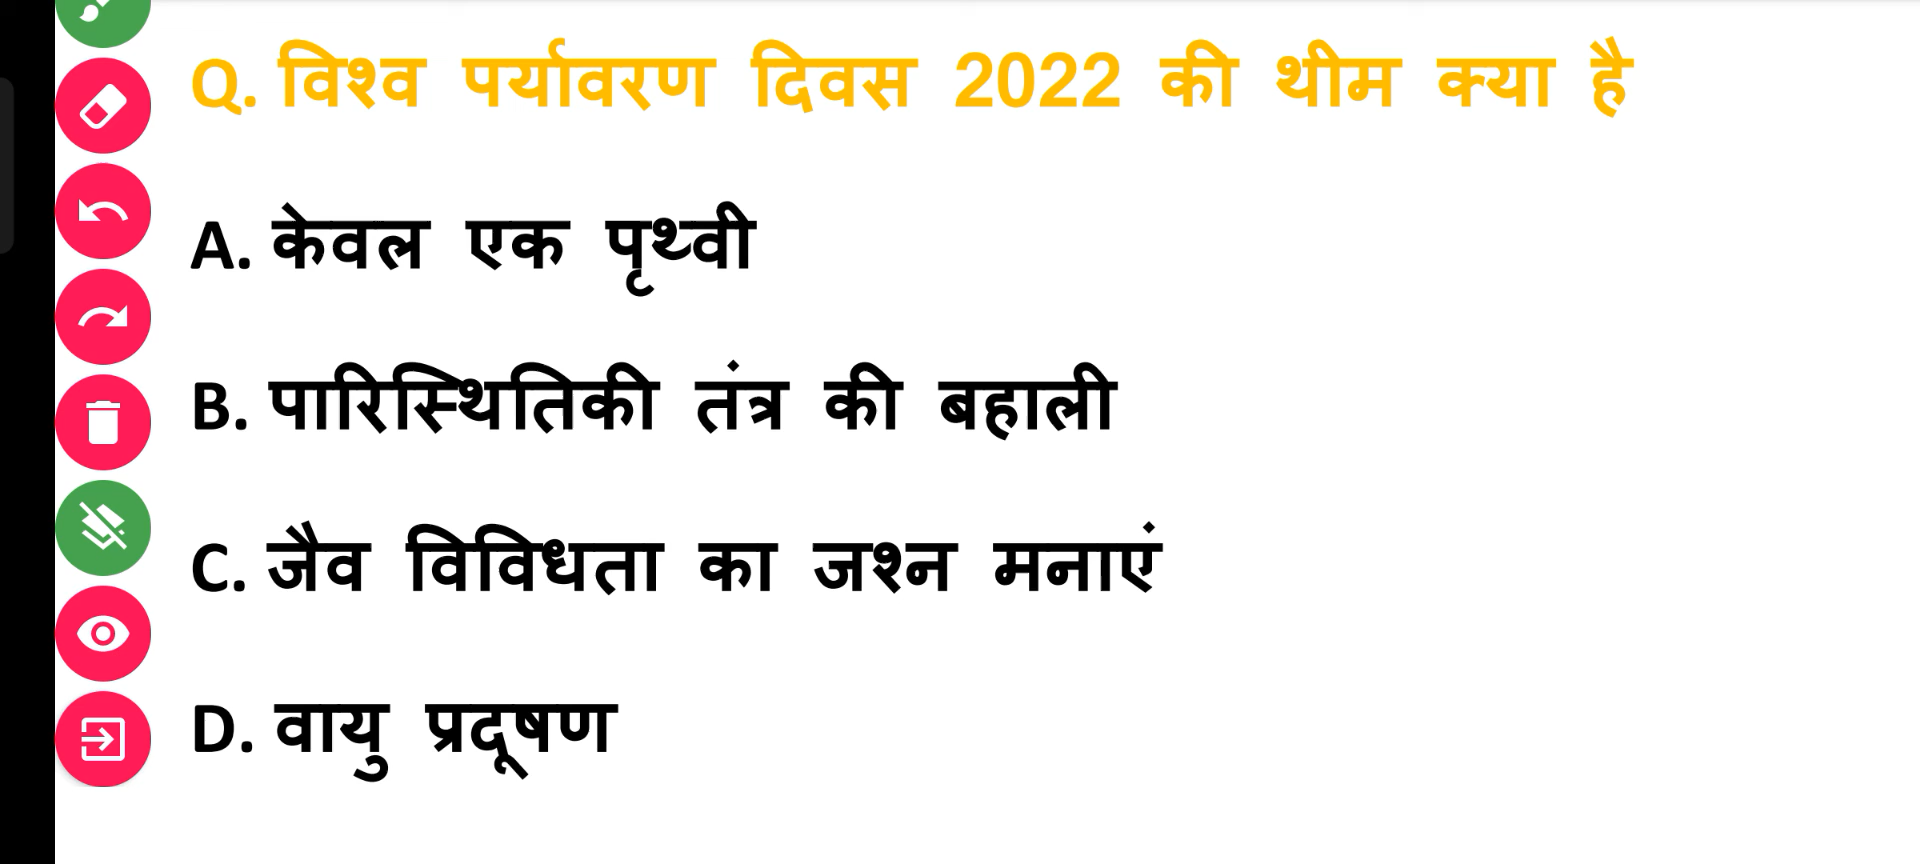 Q. विश्व पर्यावरण दिवस 2022 की थीम क्या है
A. केवल एक पृथ्वी
B. पारिस्थितिकी तंत्र की बहाली
C. जैव विविधता का जश्न मनाएं
D. वायु प्रदूषण